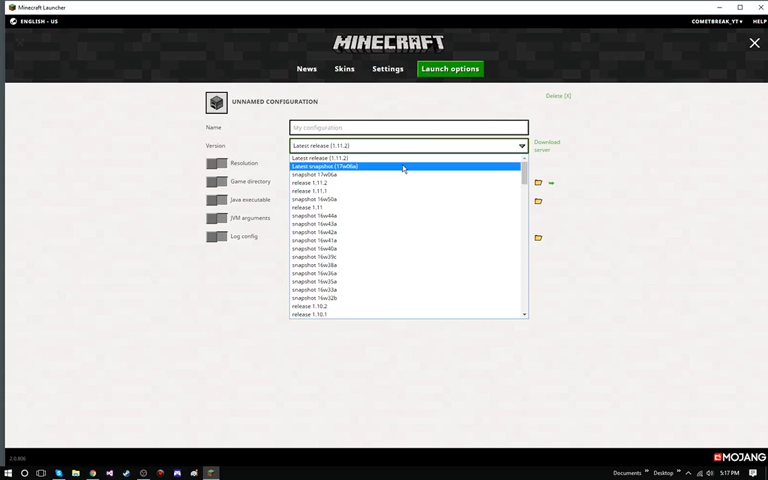 Minecraft Launcher
ENGLISH - US
COMETBREAK_YT▾
HELP
MINECRAFT
News
Skins
Settings
Launch options
UNNAMED CONFIGURATION
Delete [X]
Name
My configuration
Version
Latest release (1.11.2)
Download server
Resolution
Game directory
Java executable
JVM arguments
Log config
Latest release (1.11.2)
Latest snapshot (17w06a)
snapshot 17w06a
release 1.11.2
release 1.11.1
snapshot 16w50a
release 1.11
snapshot 16w44a
snapshot 16w43a
snapshot 16w42a
snapshot 16w41a
snapshot 16w40a
snapshot 16w39c
snapshot 16w38a
snapshot 16w36a
snapshot 16w35a
snapshot 16w33a
snapshot 16w32b
release 1.10.2
release 1.10.1
2.0.806
MOJANG
Documents
Desktop
5:17 PM